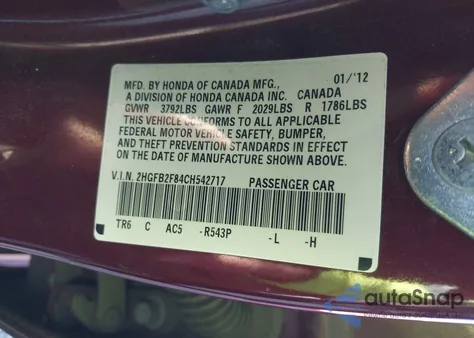 MFD. BY HONDA OF CANADA MFG., 01/'12
A DIVISION OF HONDA CANADA INC. CANADA
GVWR 3792LBS GAWR F 2029LBS R 1786LBS
THIS VEHICLE CONFORMS TO ALL APPLICABLE
FEDERAL MOTOR VEHICLE SAFETY, BUMPER,
AND THEFT PREVENTION STANDARDS IN EFFECT
ON THE DATE OF MANUFACTURE SHOWN ABOVE.
V.I.N. 2HGFB2F84CH542717 PASSENGER CAR
TR6 C AC5 -R543P -L -H
autoSnap